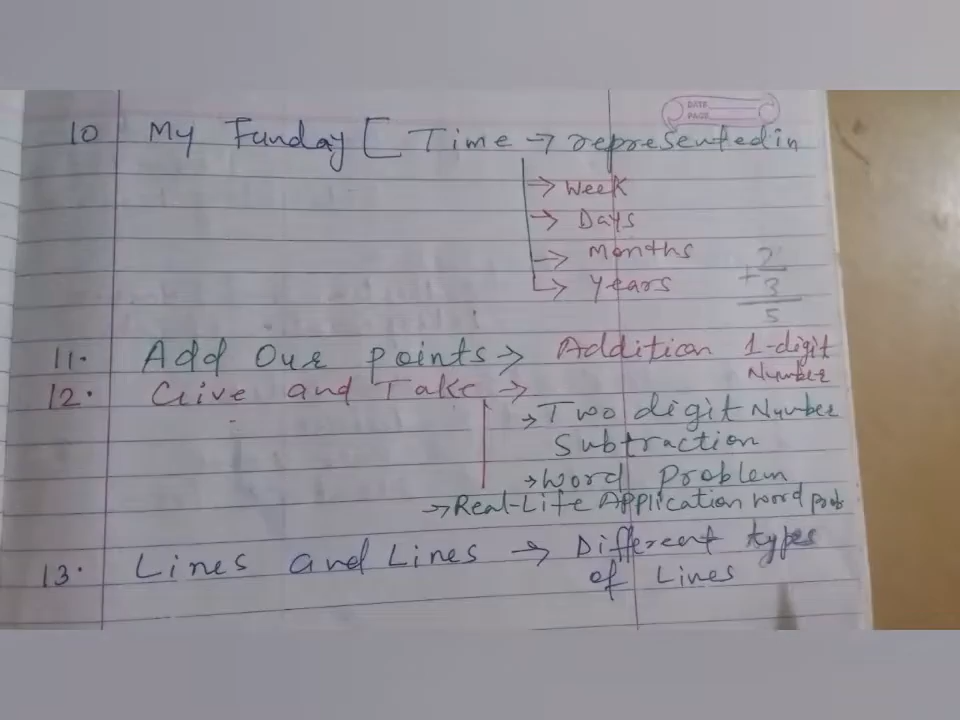 DATE
PAGE
10 My Funday [ Time → represented in
→ Week
→ Days
→ Months
→ Years
2
+ 3
5
11. Add Our points → Addition 1-digit
Number
12. Give and Take →
→ Two digit Number
Subtraction
→ Word Problem
→ Real-Life Application word prob
13. Lines and Lines → Different types
of Lines